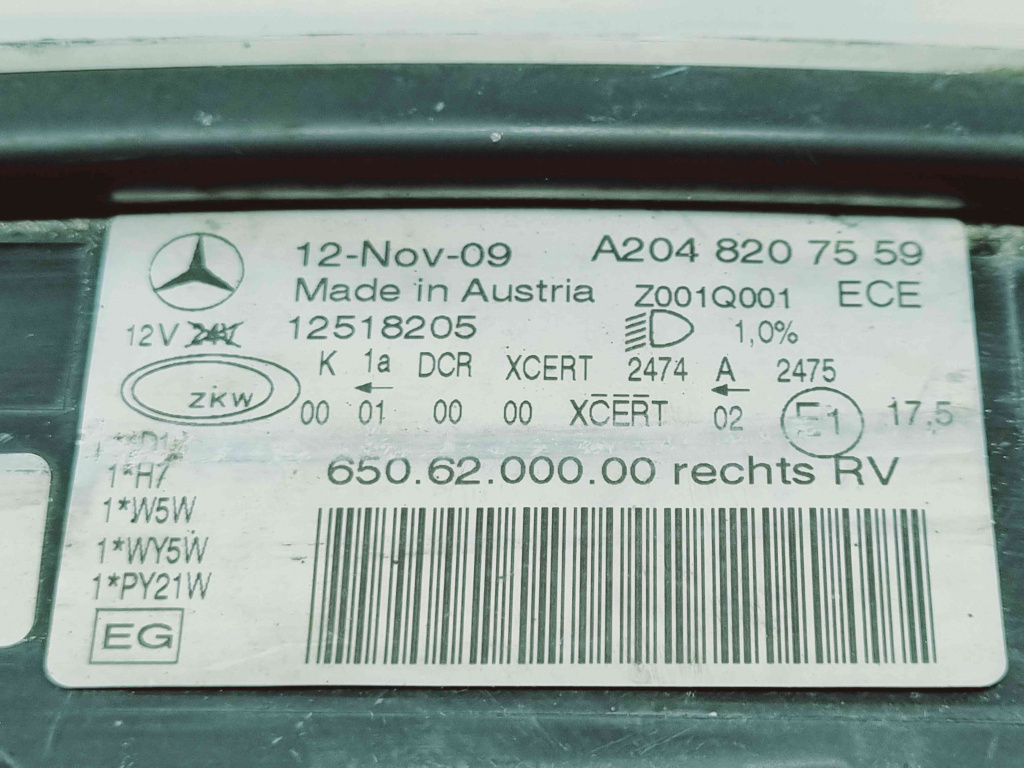 12-Nov-09 A204 820 75 59
Made in Austria Z001Q001 ECE
12V 24V 12518205 1,0%
K 1a DCR XCERT 2474 A 2475
ZKW
00 01 00 00 XCERT 02 E1 17,5
650.62.000.00 rechts RV
1*H7
1*W5W
1*WY5W
1*PY21W
EG